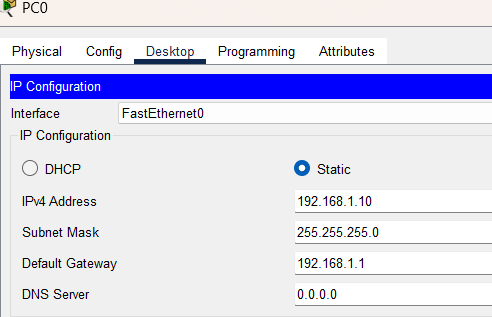 PC0
Physical Config Desktop Programming Attributes
IP Configuration
Interface FastEthernet0
IP Configuration
DHCP Static
IPv4 Address 192.168.1.10
Subnet Mask 255.255.255.0
Default Gateway 192.168.1.1
DNS Server 0.0.0.0